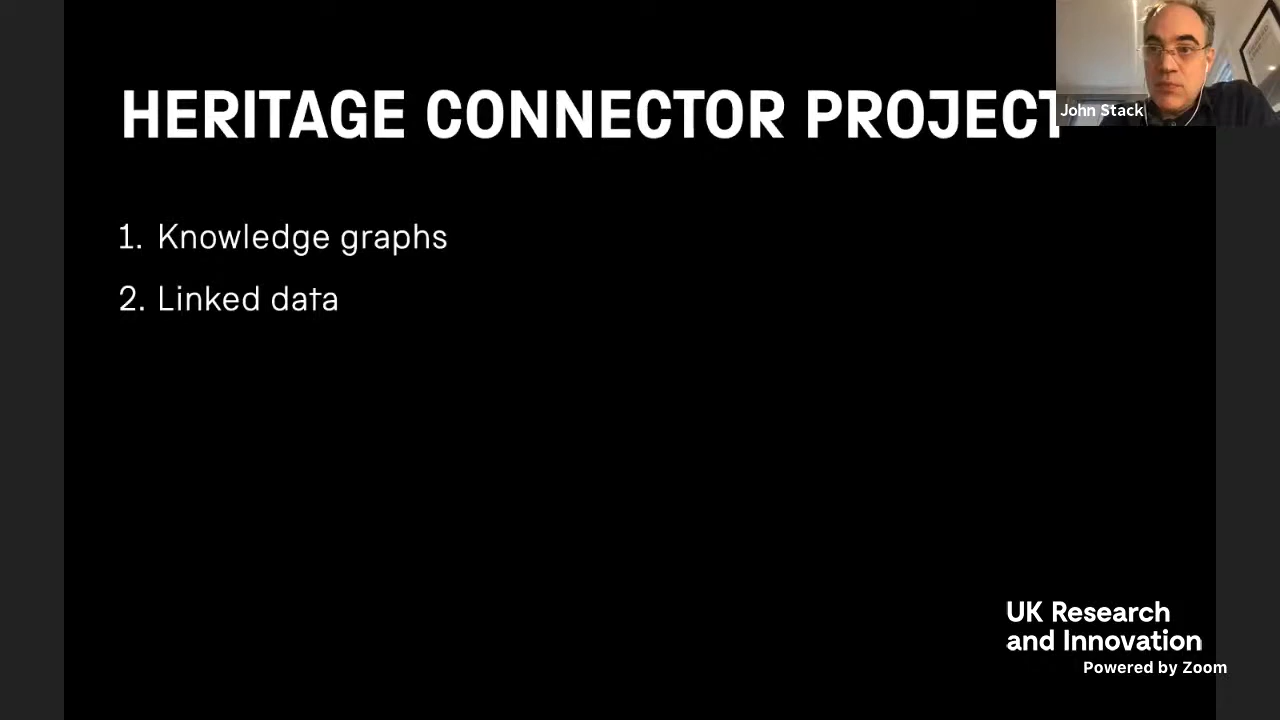 HERITAGE CONNECTOR PROJECT
John Stack
1. Knowledge graphs
2. Linked data
UK Research
and Innovation
Powered by Zoom